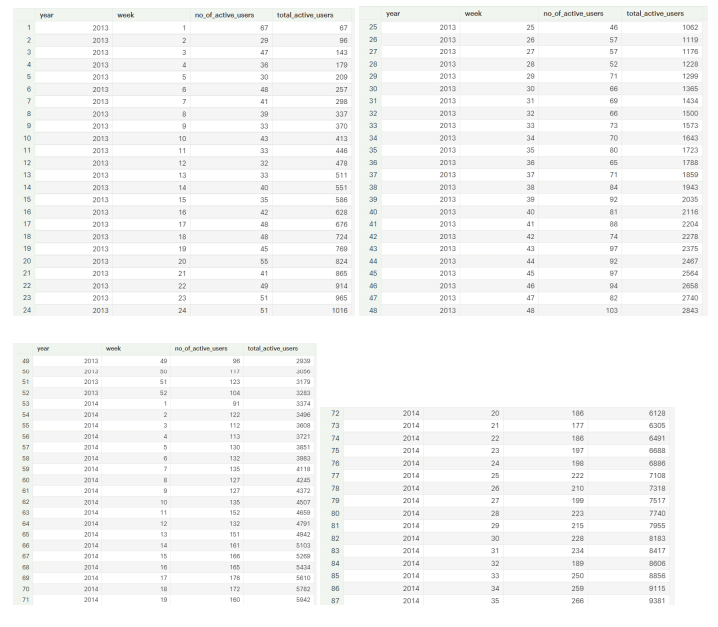 year week no_of_active_users total_active_users
1 2013 1 67 67
2 2013 2 29 96
3 2013 3 47 143
4 2013 4 36 179
5 2013 5 30 209
6 2013 6 48 257
7 2013 7 41 298
8 2013 8 39 337
9 2013 9 33 370
10 2013 10 43 413
11 2013 11 33 446
12 2013 12 32 478
13 2013 13 33 511
14 2013 14 40 551
15 2013 15 35 586
16 2013 16 42 628
17 2013 17 48 676
18 2013 18 48 724
19 2013 19 45 769
20 2013 20 55 824
21 2013 21 41 865
22 2013 22 49 914
23 2013 23 51 965
24 2013 24 51 1016
year week no_of_active_users total_active_users
25 2013 25 46 1062
26 2013 26 57 1119
27 2013 27 57 1176
28 2013 28 52 1228
29 2013 29 71 1299
30 2013 30 66 1365
31 2013 31 69 1434
32 2013 32 66 1500
33 2013 33 73 1573
34 2013 34 70 1643
35 2013 35 80 1723
36 2013 36 65 1788
37 2013 37 71 1859
38 2013 38 84 1943
39 2013 39 92 2035
40 2013 40 81 2116
41 2013 41 88 2204
42 2013 42 74 2278
43 2013 43 97 2375
44 2013 44 92 2467
45 2013 45 97 2564
46 2013 46 94 2658
47 2013 47 82 2740
48 2013 48 103 2843
year week no_of_active_users total_active_users
49 2013 49 96 2939
50 2013 50 117 3056
51 2013 51 123 3179
52 2013 52 104 3283
53 2014 1 91 3374
54 2014 2 122 3496
55 2014 3 112 3608
56 2014 4 113 3721
57 2014 5 130 3851
58 2014 6 132 3983
59 2014 7 135 4118
60 2014 8 127 4245
61 2014 9 127 4372
62 2014 10 135 4507
63 2014 11 152 4659
64 2014 12 132 4791
65 2014 13 151 4942
66 2014 14 161 5103
67 2014 15 166 5269
68 2014 16 165 5434
69 2014 17 176 5610
70 2014 18 172 5782
71 2014 19 160 5942
72 2014 20 186 6128
73 2014 21 177 6305
74 2014 22 186 6491
75 2014 23 197 6688
76 2014 24 198 6886
77 2014 25 222 7108
78 2014 26 210 7318
79 2014 27 199 7517
80 2014 28 223 7740
81 2014 29 215 7955
82 2014 30 228 8183
83 2014 31 234 8417
84 2014 32 189 8606
85 2014 33 250 8856
86 2014 34 259 9115
87 2014 35 266 9381